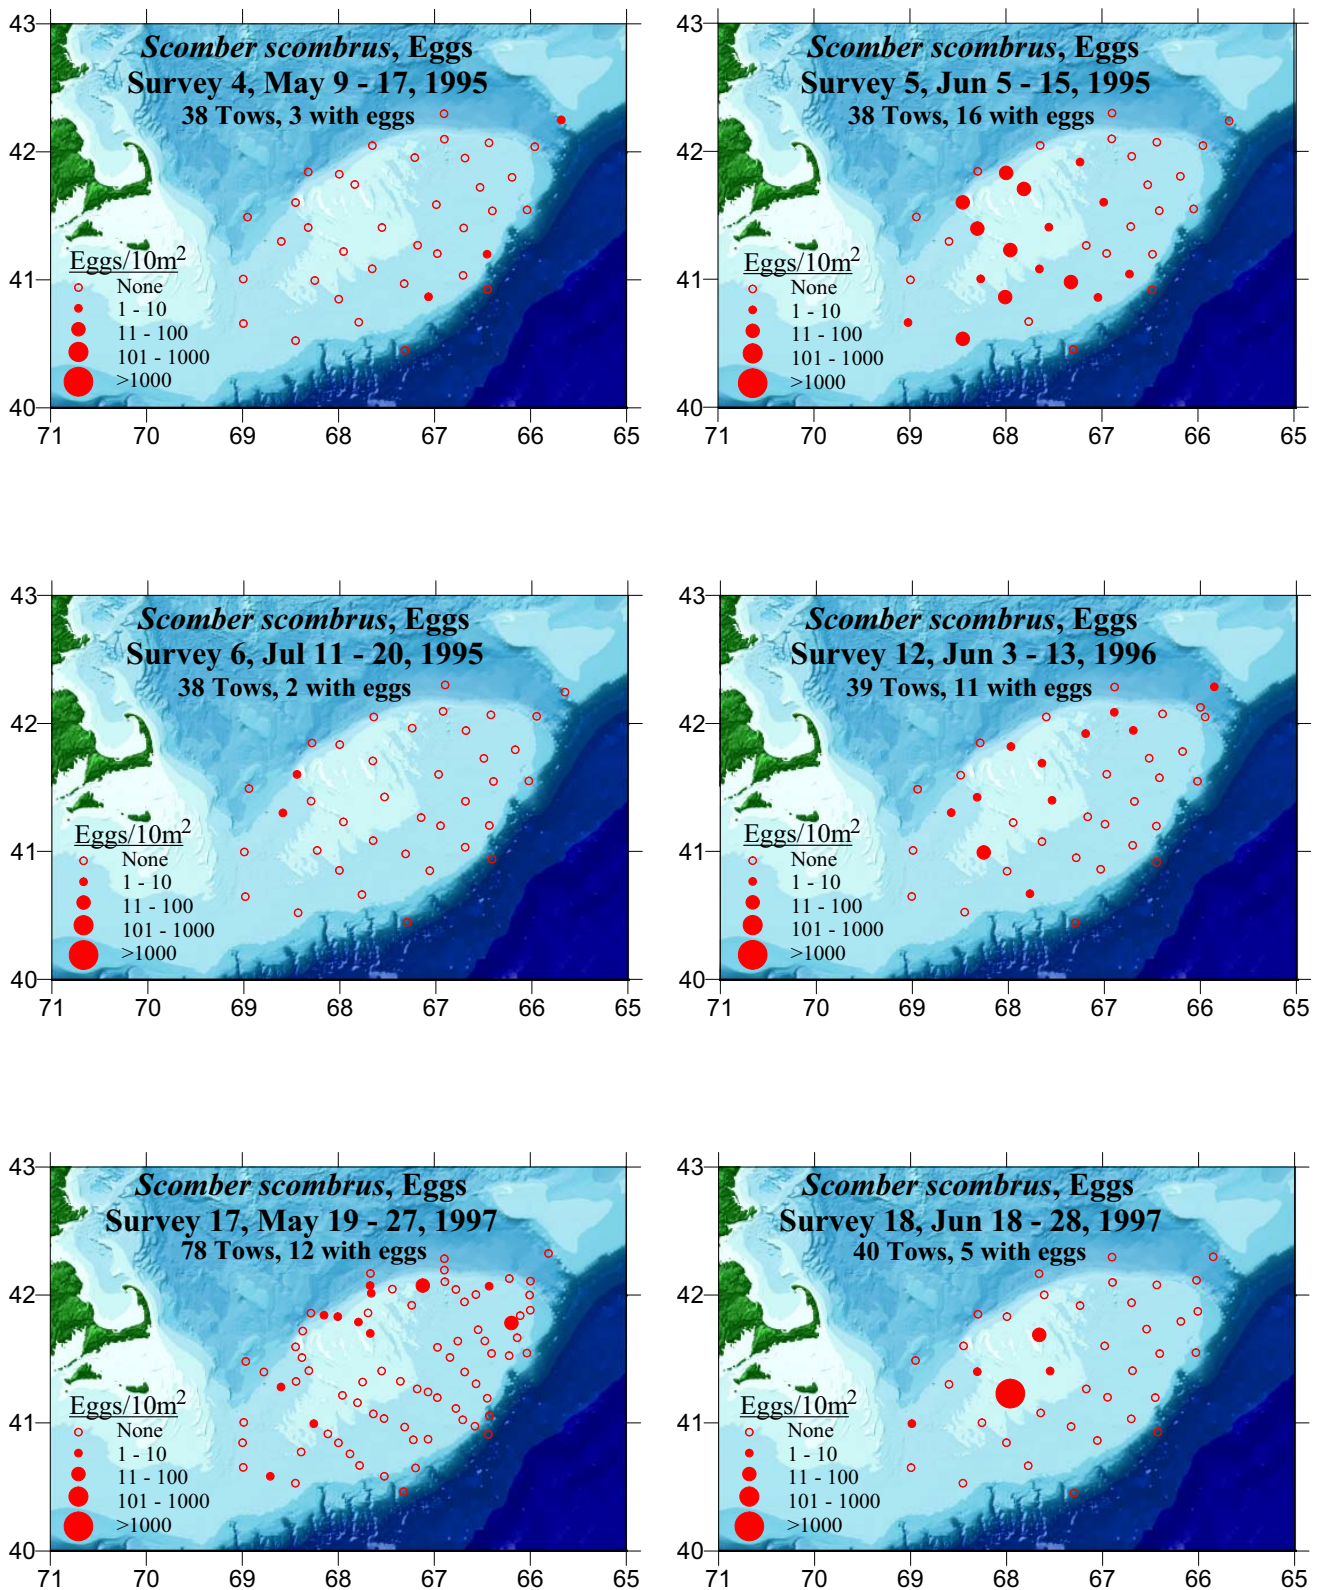 43
Scomber scombrus, Eggs
Survey 4, May 9 - 17, 1995
38 Tows, 3 with eggs
42
41
40
Eggs/10m2
None
1 - 10
11 - 100
101 - 1000
>1000
71 70 69 68 67 66 65
43
Scomber scombrus, Eggs
Survey 5, Jun 5 - 15, 1995
38 Tows, 16 with eggs
42
41
40
Eggs/10m2
None
1 - 10
11 - 100
101 - 1000
>1000
71 70 69 68 67 66 65
43
Scomber scombrus, Eggs
Survey 6, Jul 11 - 20, 1995
38 Tows, 2 with eggs
42
41
40
Eggs/10m2
None
1 - 10
11 - 100
101 - 1000
>1000
71 70 69 68 67 66 65
43
Scomber scombrus, Eggs
Survey 12, Jun 3 - 13, 1996
39 Tows, 11 with eggs
42
41
40
Eggs/10m2
None
1 - 10
11 - 100
101 - 1000
>1000
71 70 69 68 67 66 65
43
Scomber scombrus, Eggs
Survey 17, May 19 - 27, 1997
78 Tows, 12 with eggs
42
41
40
Eggs/10m2
None
1 - 10
11 - 100
101 - 1000
>1000
71 70 69 68 67 66 65
43
Scomber scombrus, Eggs
Survey 18, Jun 18 - 28, 1997
40 Tows, 5 with eggs
42
41
40
Eggs/10m2
None
1 - 10
11 - 100
101 - 1000
>1000
71 70 69 68 67 66 65